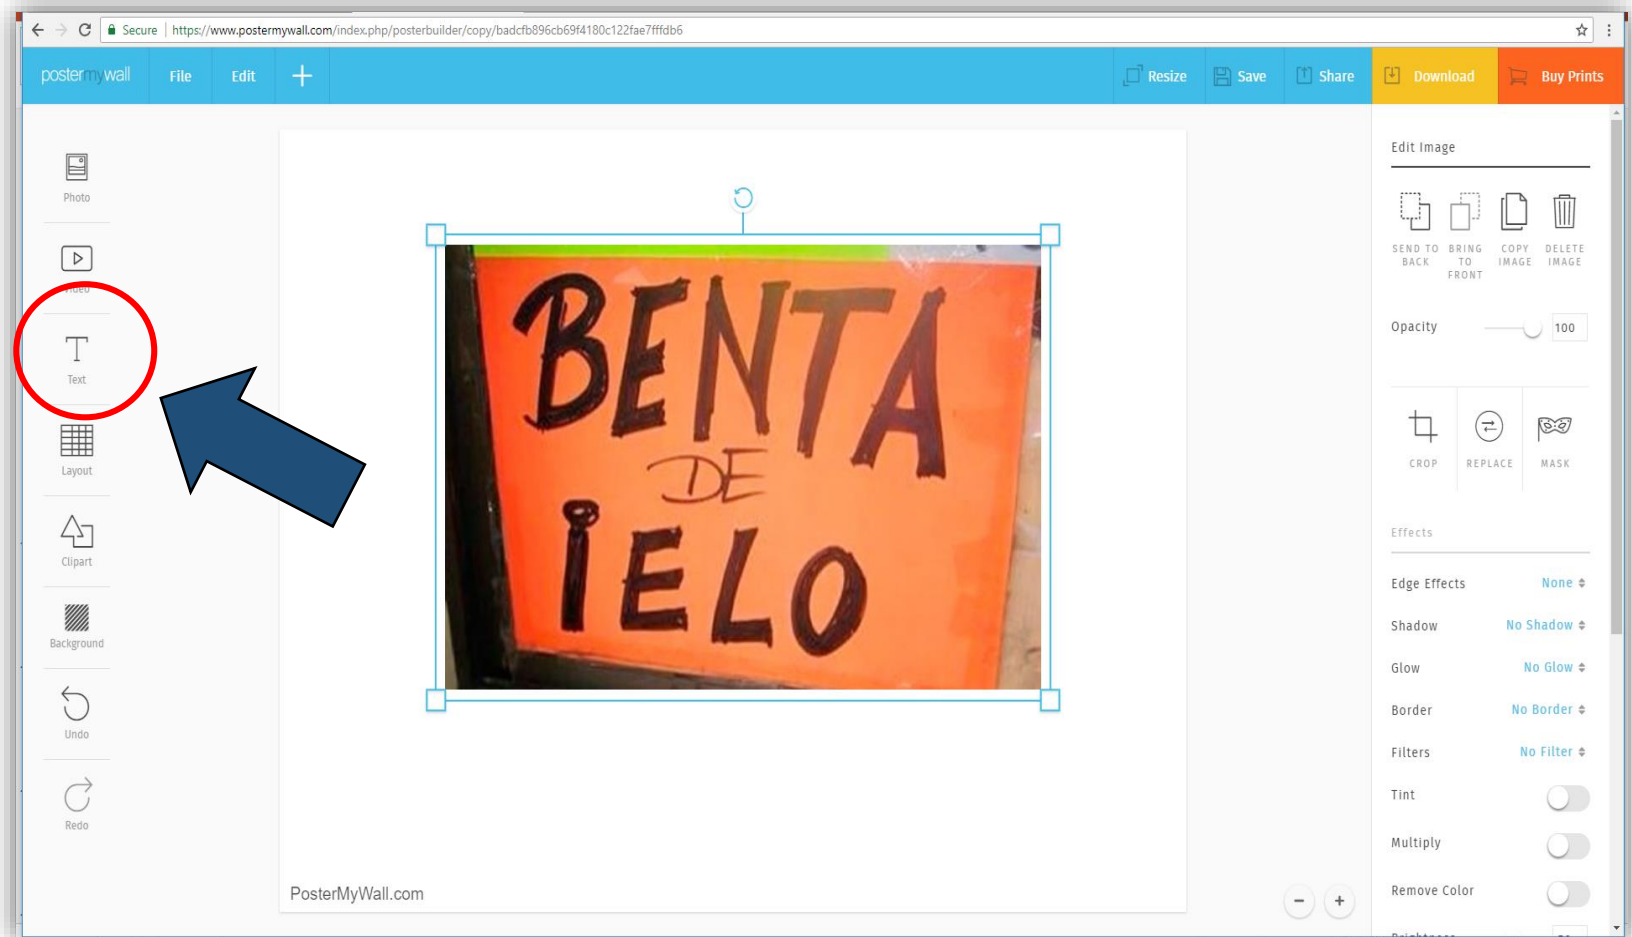 Secure | https://www.postermywall.com/index.php/posterbuilder/copy/badcfb896cb69f4180c122fae7fffdb6
postermywall File Edit Resize Save Share Download Buy Prints
Photo
Video
Text
Layout
Clipart
Background
Undo
Redo
BENTA
DE
iELO
PosterMyWall.com
Edit Image
SEND TO BACK
BRING TO FRONT
COPY IMAGE
DELETE IMAGE
Opacity 100
CROP REPLACE MASK
Effects
Edge Effects None
Shadow No Shadow
Glow No Glow
Border No Border
Filters No Filter
Tint
Multiply
Remove Color